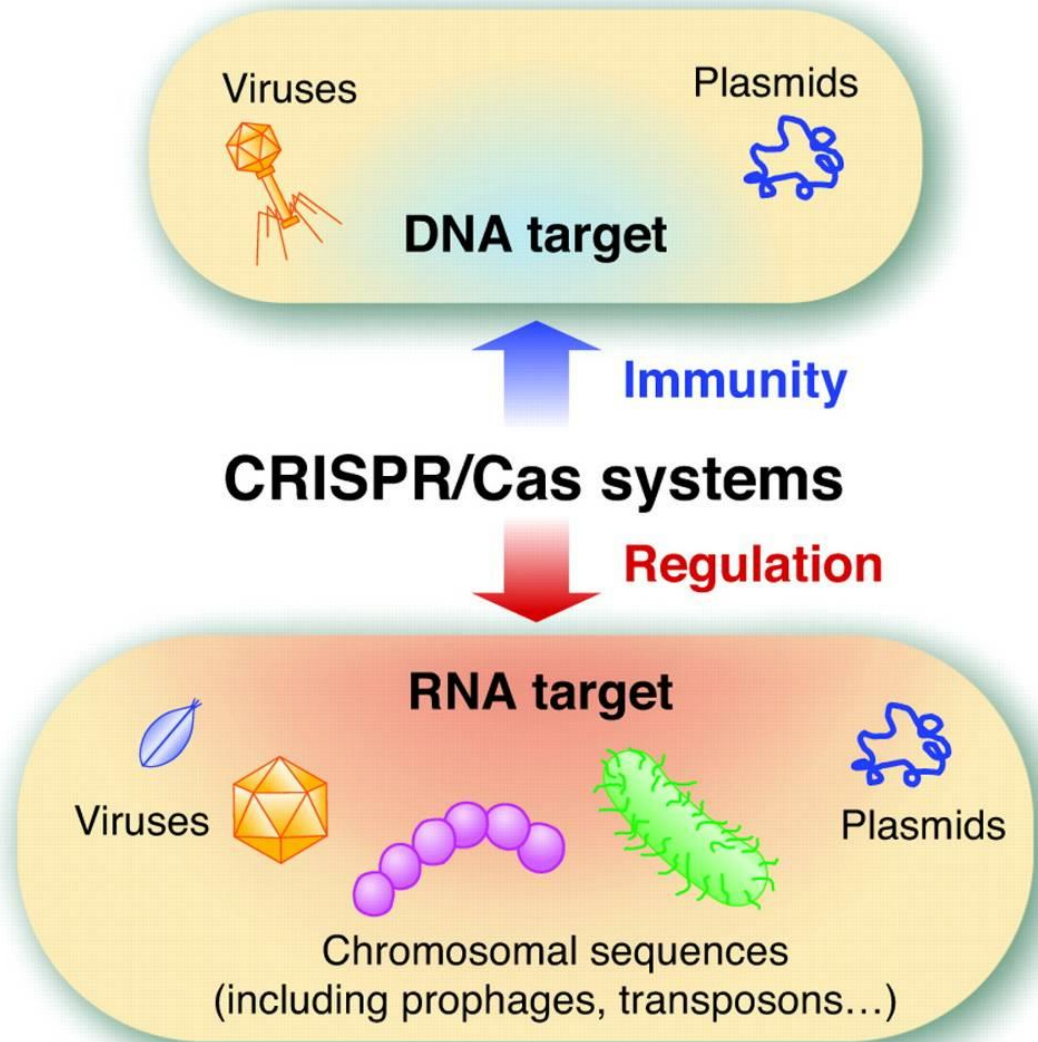 Viruses
Plasmids
DNA target
Immunity
CRISPR/Cas systems
Regulation
RNA target
Viruses
Plasmids
Chromosomal sequences
(including prophages, transposons…)